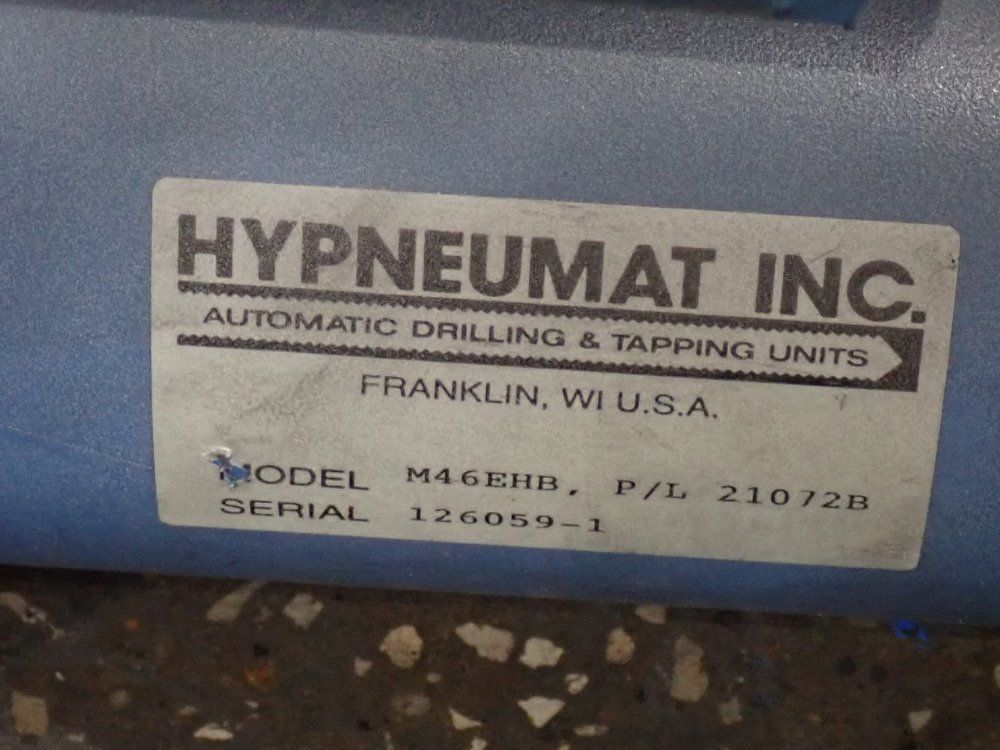 HYPNEUMAT INC.
AUTOMATIC DRILLING & TAPPING UNITS
FRANKLIN, WI U.S.A.
MODEL M46EHB, P/L 21072B
SERIAL 126059-1